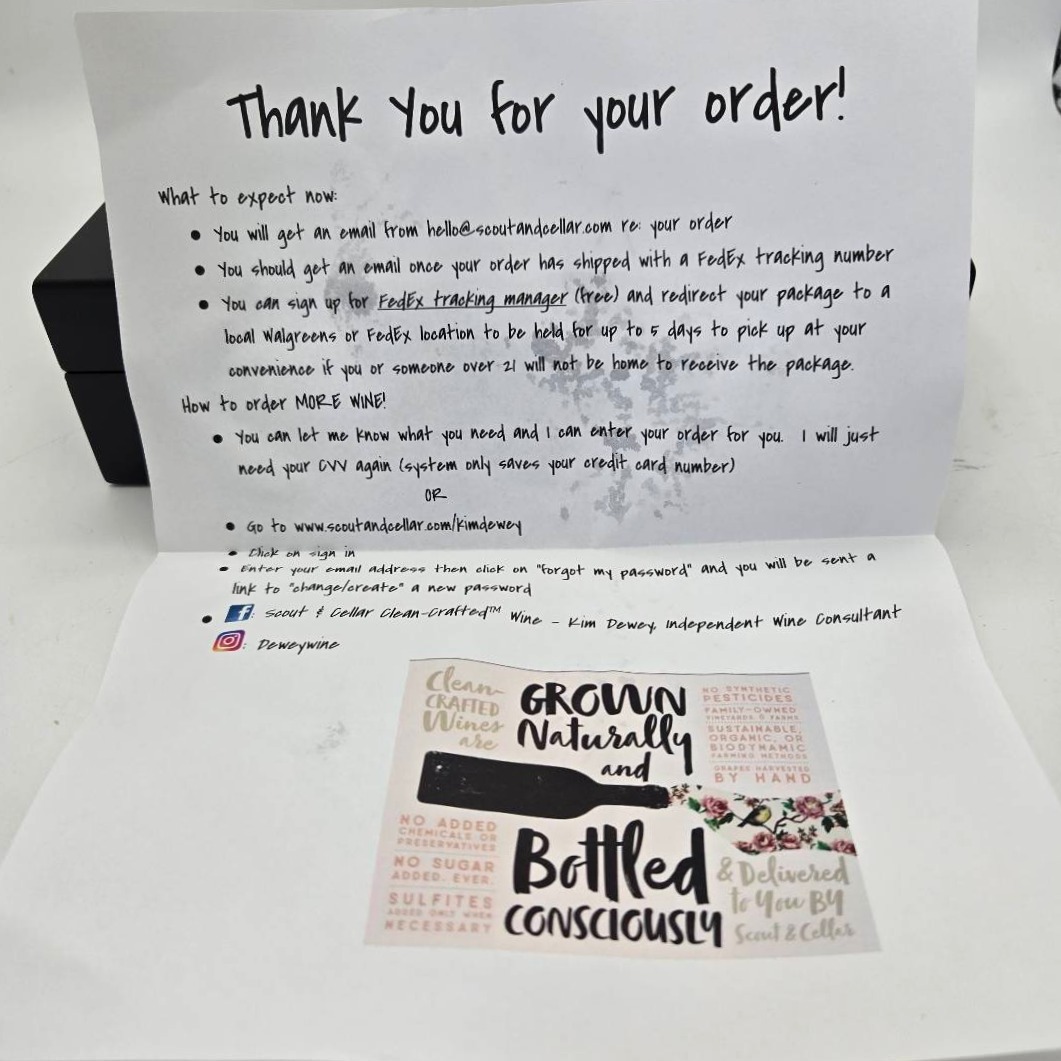 Thank You for your order!
What to expect now:
• You will get an email from hello@scoutandcellar.com re: your order
• You should get an email once your order has shipped with a FedEx tracking number
• You can sign up for FedEx tracking manager (free) and redirect your package to a
local Walgreens or FedEx location to be held for up to 5 days to pick up at your
convenience if you or someone over 21 will not be home to receive the package.
How to order MORE WINE!
• You can let me know what you need and I can enter your order for you. I will just
need your CVV again (system only saves your credit card number)
OR
• Go to www.scoutandcellar.com/kimdewey
• Click on sign in
• Enter your email address then click on "forgot my password" and you will be sent a
link to "change/create" a new password
• f: Scout & Cellar Clean-Crafted™ Wine - Kim Dewey, Independent Wine Consultant
: Deweywine
Clean-
CRAFTED
Wines
are
GROWN
Naturally
and
NO SYNTHETIC
PESTICIDES
FAMILY-OWNED
VINEYARDS & FARMS
SUSTAINABLE,
ORGANIC, OR
BIODYNAMIC
FARMING METHODS
GRAPES HARVESTED
BY HAND
NO ADDED
CHEMICALS OR
PRESERVATIVES
NO SUGAR
ADDED. EVER.
SULFITES
ADDED ONLY WHEN
NECESSARY
Bottled
CONSCIOUSLY
& Delivered
to You BY
Scout & Cellar